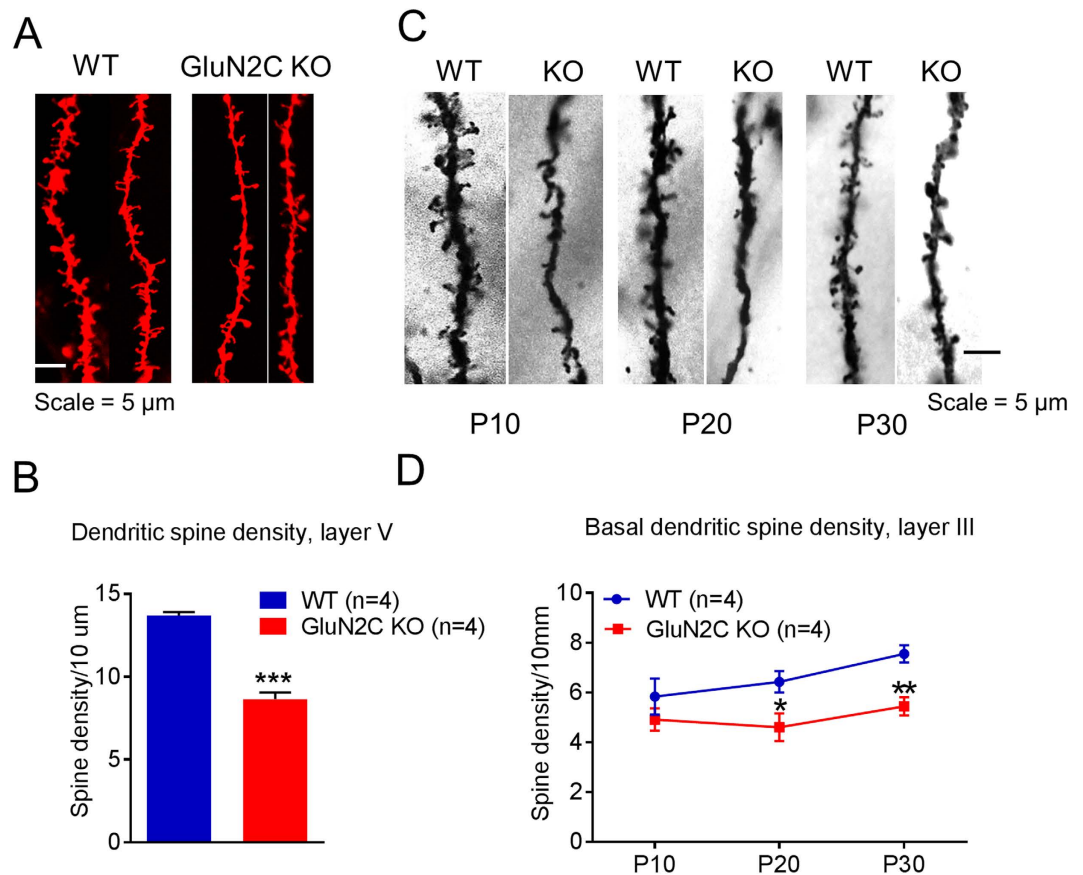 A
WT
GluN2C KO
Scale = 5 µm
C
WT
KO
WT
KO
WT
KO
P10
P20
P30
Scale = 5 µm
B
Dendritic spine density, layer V
WT (n=4)
GluN2C KO (n=4)
***
Spine density/10 um
15
10
5
0
D
Basal dendritic spine density, layer III
WT (n=4)
GluN2C KO (n=4)
*
**
Spine density/10mm
10
8
6
4
2
0
P10
P20
P30